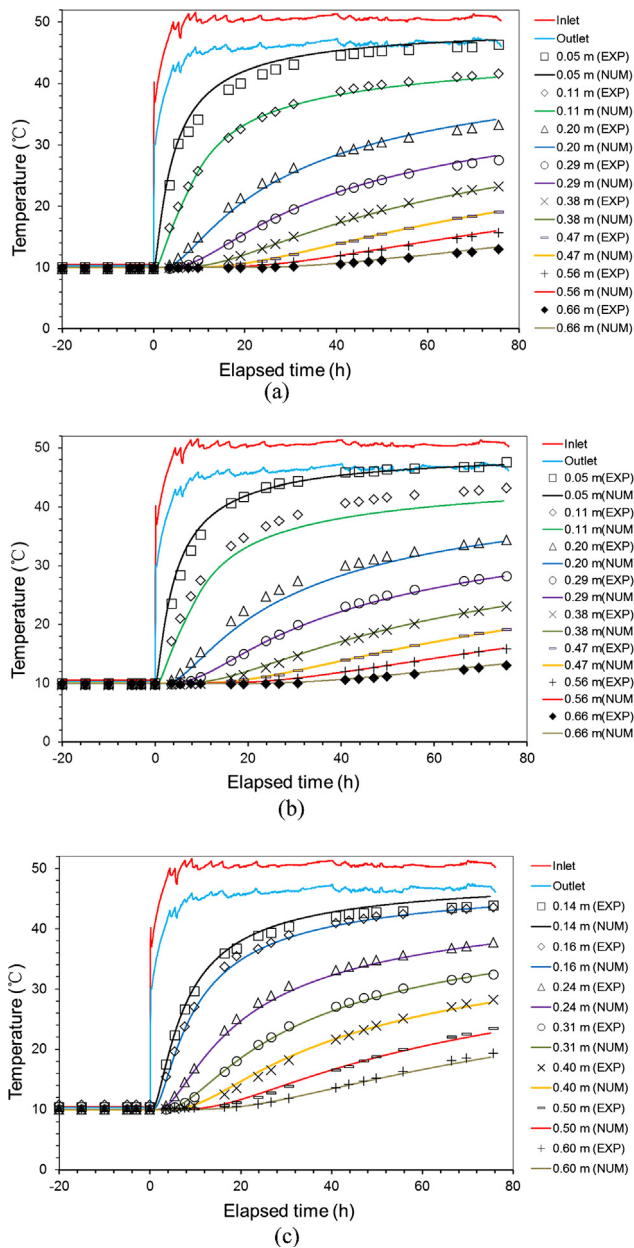 50
40
30
20
10
0
-20
0
20
40
60
80
Temperature (℃)
Elapsed time (h)
Inlet
Outlet
0.05 m (EXP)
0.05 m (NUM)
0.11 m (EXP)
0.11 m (NUM)
0.20 m (EXP)
0.20 m (NUM)
0.29 m (EXP)
0.29 m (NUM)
0.38 m (EXP)
0.38 m (NUM)
0.47 m (EXP)
0.47 m (NUM)
0.56 m (EXP)
0.56 m (NUM)
0.66 m (EXP)
0.66 m (NUM)
(a)
50
40
30
20
10
0
-20
0
20
40
60
80
Temperature (℃)
Elapsed time (h)
Inlet
Outlet
0.05 m(EXP)
0.05 m(NUM
0.11 m(EXP)
0.11 m(NUM
0.20 m(EXP)
0.20 m(NUM
0.29 m(EXP)
0.29 m(NUM
0.38 m(EXP)
0.38 m(NUM
0.47 m(EXP)
0.47 m(NUM
0.56 m(EXP)
0.56 m(NUM
0.66 m(EXP)
0.66 m(NUM
(b)
50
40
30
20
10
0
-20
0
20
40
60
80
Temperature (℃)
Elapsed time (h)
Inlet
Outlet
0.14 m (EXP)
0.14 m (NUM)
0.16 m (EXP)
0.16 m (NUM)
0.24 m (EXP)
0.24 m (NUM)
0.31 m (EXP)
0.31 m (NUM)
0.40 m (EXP)
0.40 m (NUM)
0.50 m (EXP)
0.50 m (NUM)
0.60 m (EXP)
0.60 m (NUM)
(c)